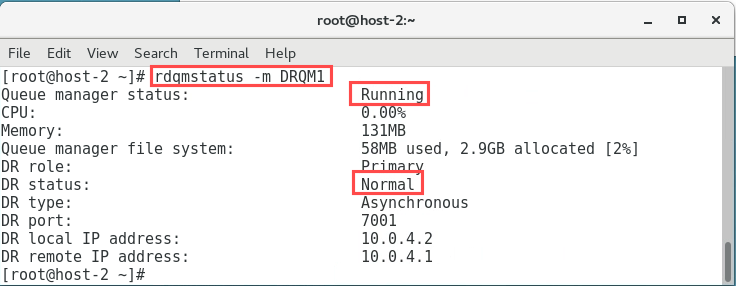 root@host-2:~
File Edit View Search Terminal Help
[root@host-2 ~]# rdqmstatus -m DRQM1
Queue manager status: Running
CPU: 0.00%
Memory: 131MB
Queue manager file system: 58MB used, 2.9GB allocated [2%]
DR role: Primary
DR status: Normal
DR type: Asynchronous
DR port: 7001
DR local IP address: 10.0.4.2
DR remote IP address: 10.0.4.1
[root@host-2 ~]#